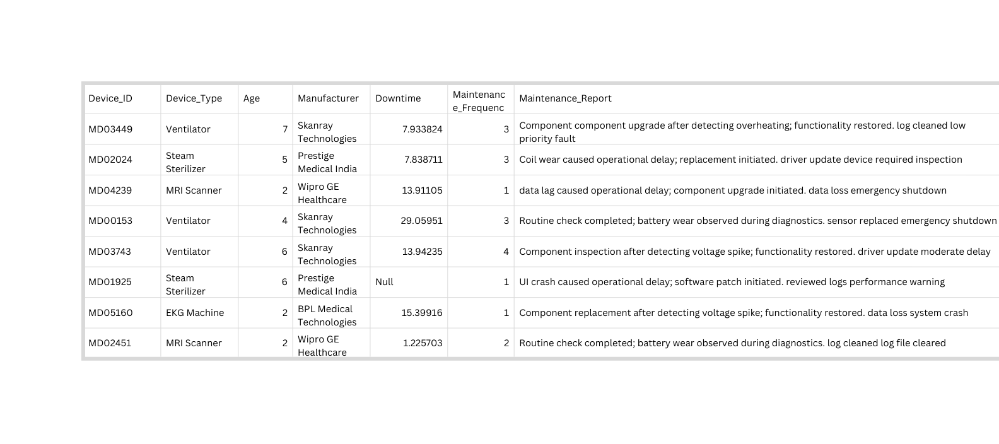 Device_ID Device_Type Age Manufacturer Downtime Maintenanc Maintenance_Report
e_Frequenc
MD03449 Ventilator 7 Skanray 7.933824 3 Component component upgrade after detecting overheating; functionality restored. log cleaned low
Technologies priority fault
MD02024 Steam 5 Prestige 7.838711 3 Coil wear caused operational delay; replacement initiated. driver update device required inspection
Sterilizer Medical India
MD04239 MRI Scanner 2 Wipro GE 13.91105 1 data lag caused operational delay; component upgrade initiated. data loss emergency shutdown
Healthcare
MD00153 Ventilator 4 Skanray 29.05951 3 Routine check completed; battery wear observed during diagnostics. sensor replaced emergency shutdown
Technologies
MD03743 Ventilator 6 Skanray 13.94235 4 Component inspection after detecting voltage spike; functionality restored. driver update moderate delay
Technologies
MD01925 Steam 6 Prestige Null 1 UI crash caused operational delay; software patch initiated. reviewed logs performance warning
Sterilizer Medical India
MD05160 EKG Machine 2 BPL Medical 15.39916 1 Component replacement after detecting voltage spike; functionality restored. data loss system crash
Technologies
MD02451 MRI Scanner 2 Wipro GE 1.225703 2 Routine check completed; battery wear observed during diagnostics. log cleaned log file cleared
Healthcare